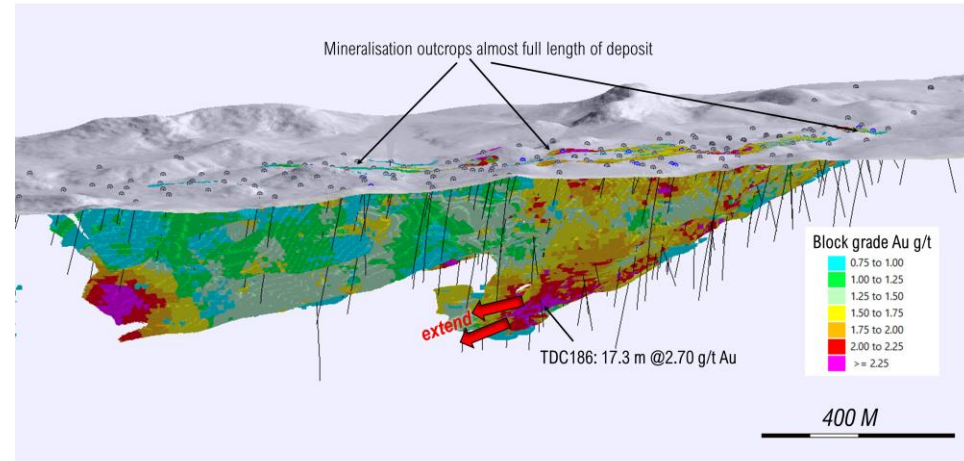 Mineralisation outcrops almost full length of deposit
Block grade Au g/t
0.75 to 1.00
1.00 to 1.25
1.25 to 1.50
1.50 to 1.75
1.75 to 2.00
2.00 to 2.25
>= 2.25
extend
TDC186: 17.3 m @2.70 g/t Au
400 M